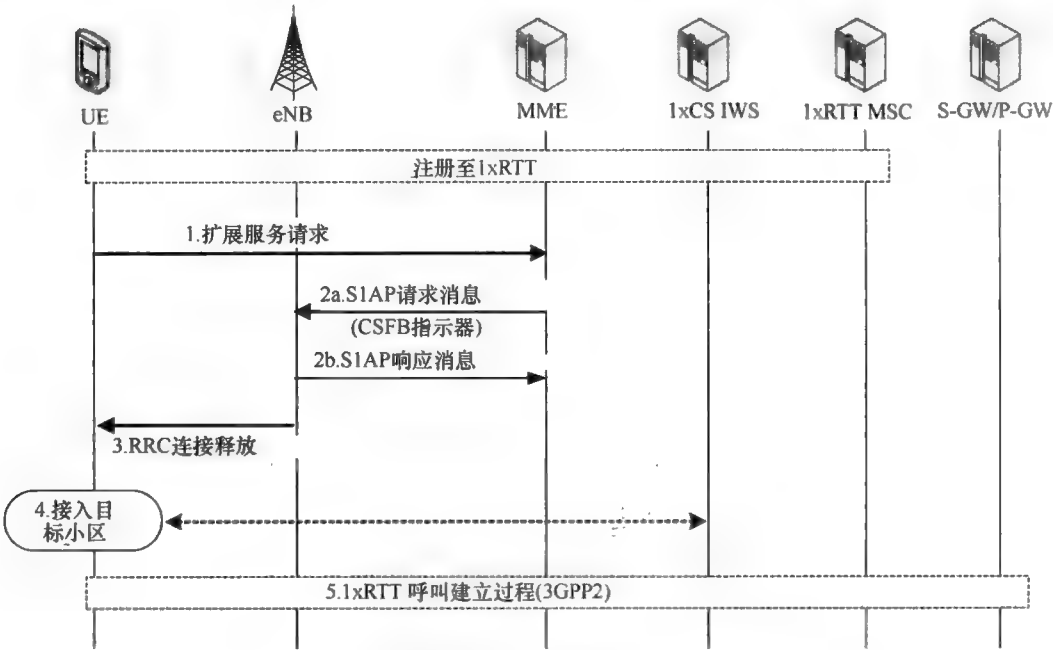 UE
eNB
MME
1xCS IWS
1xRTT MSC
S-GW/P-GW
注册至1xRTT
1.扩展服务请求
2a.S1AP请求消息
(CSFB指示器)
2b.S1AP响应消息
3.RRC连接释放
4.接入目
标小区
5.1xRTT 呼叫建立过程(3GPP2)